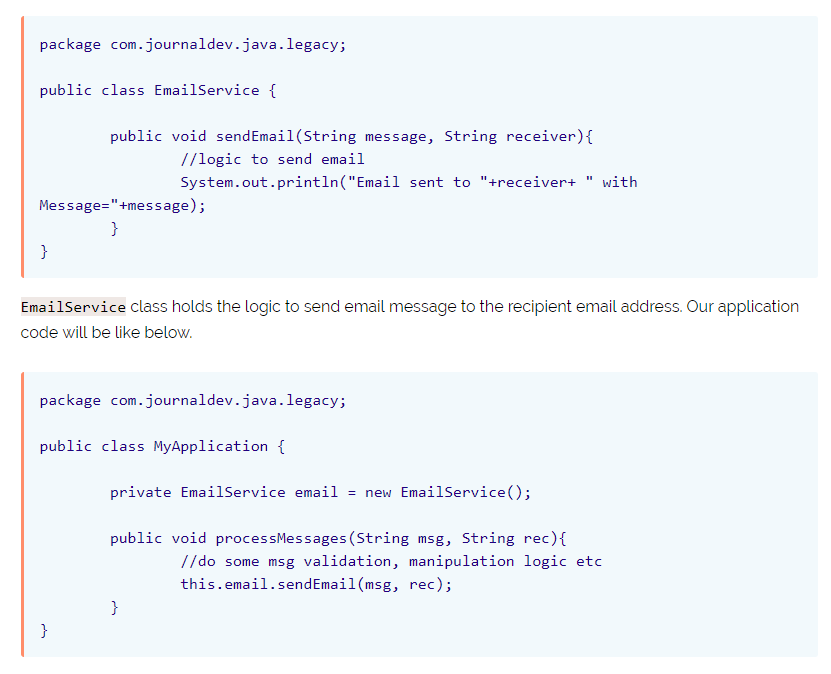 package com.journaldev.java.legacy;
public class EmailService {
public void sendEmail(String message, String receiver){
//logic to send email
System.out.println("Email sent to "+receiver+ " with
Message="+message);
}
}
EmailService class holds the logic to send email message to the recipient email address. Our application
code will be like below.
package com.journaldev.java.legacy;
public class MyApplication {
private EmailService email = new EmailService();
public void processMessages(String msg, String rec){
//do some msg validation, manipulation logic etc
this.email.sendEmail(msg, rec);
}
}